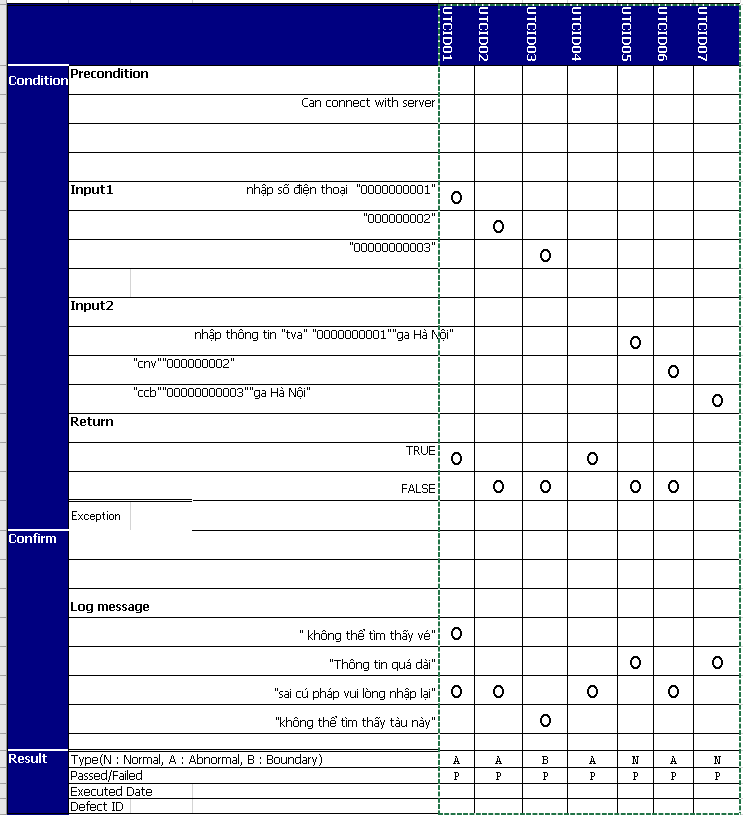 UTCID01 UTCID02 UTCID03 UTCID04 UTCID05 UTCID06 UTCID07
Condition Precondition
Can connect with server
Input1 nhập số điện thoại "0000000001" O
"000000002" O
"00000000003" O
Input2
nhập thông tin "tva" "0000000001""ga Hà Nội" O
"cnv""000000002" O
"ccb""00000000003""ga Hà Nội" O
Return
TRUE O O
FALSE O O O O
Exception
Confirm
Log message
" không thể tìm thấy vé" O
"Thông tin quá dài" O O
"sai cú pháp vui lòng nhập lại" O O O O
"không thể tìm thấy tàu này" O
Result Type(N : Normal, A : Abnormal, B : Boundary) A A B A N A N
Passed/Failed P P P P P P P
Executed Date
Defect ID